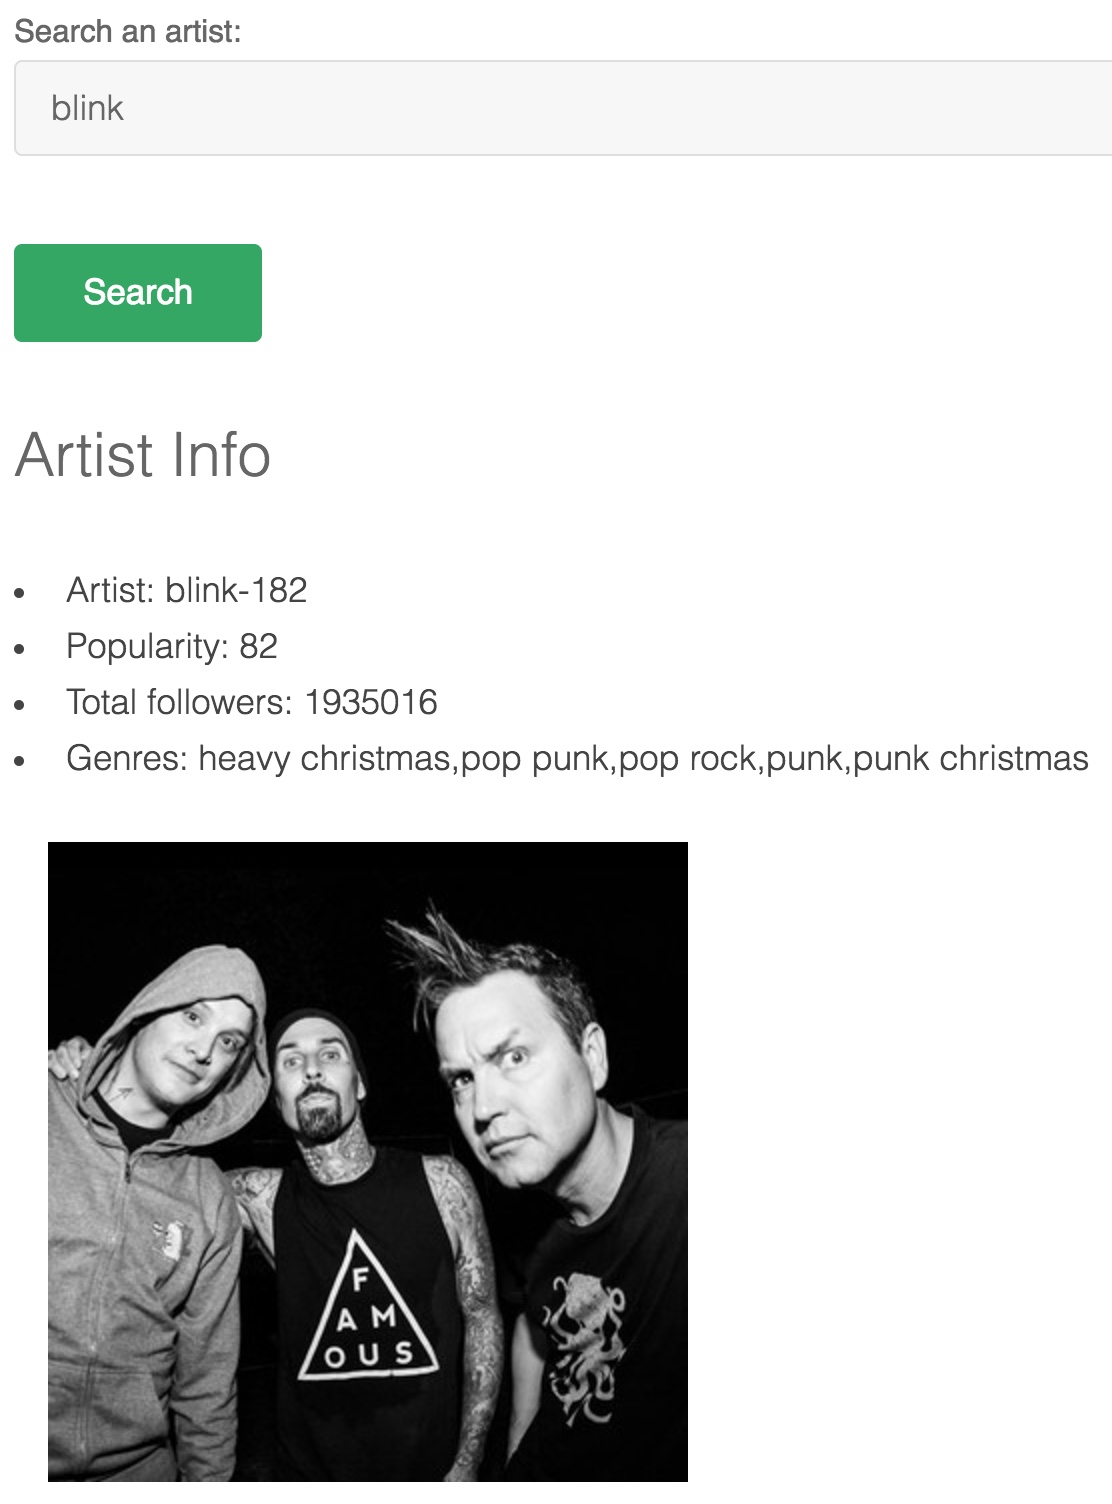 Search an artist:
blink
Search
Artist Info
Artist: blink-182
Popularity: 82
Total followers: 1935016
Genres: heavy christmas,pop punk,pop rock,punk,punk christmas
F
A M
O U S